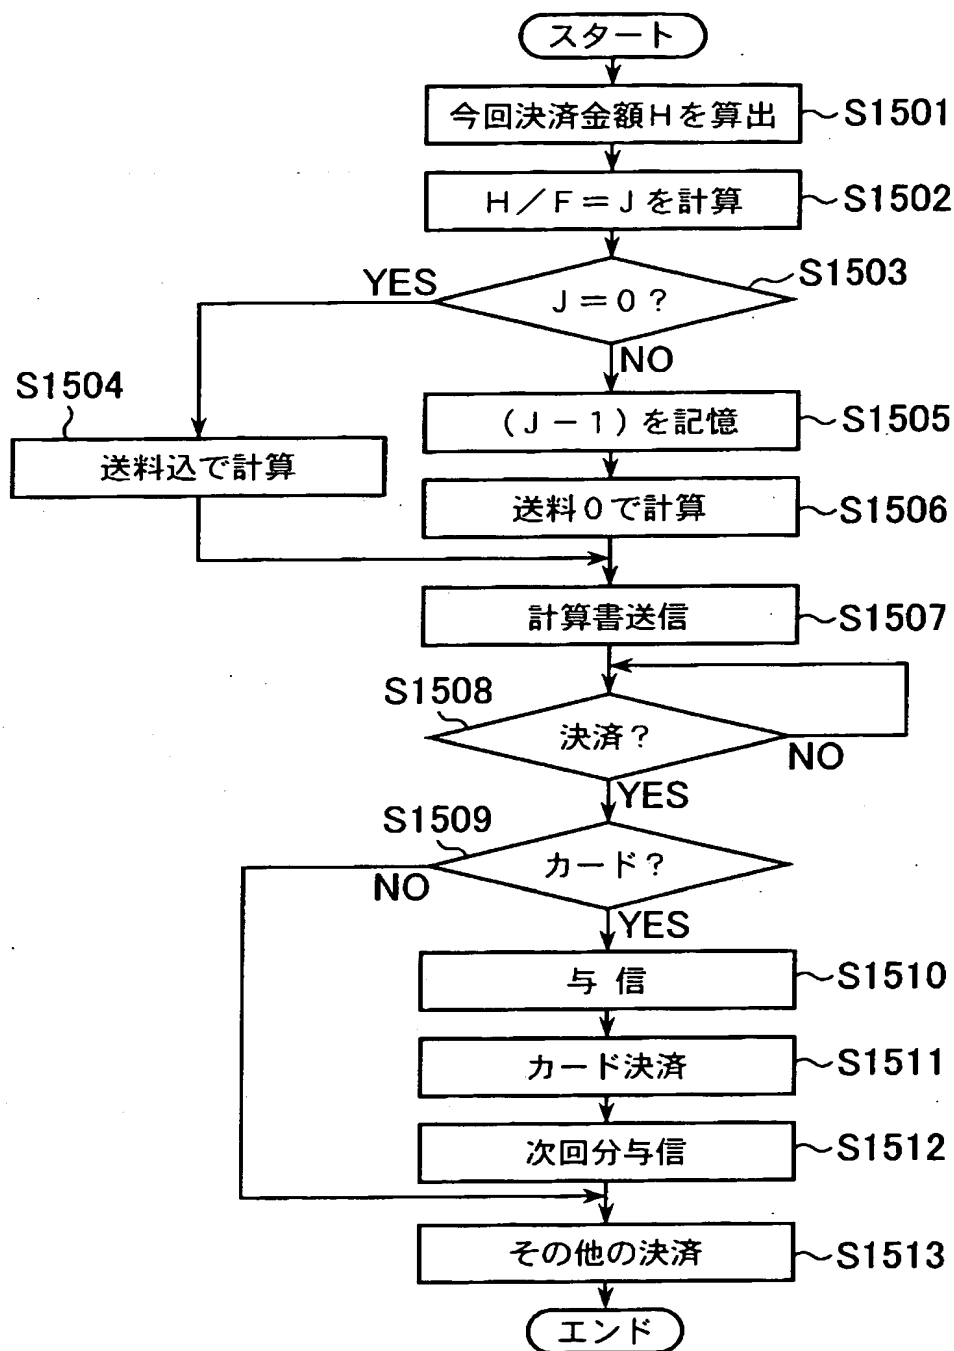 スタート
今回決済金額Hを算出
S1501
H/F=Jを計算
S1502
J=0?
S1503
YES
NO
S1504
送料込で計算
(J-1)を記憶
S1505
送料0で計算
S1506
計算書送信
S1507
S1508
決済?
NO
YES
S1509
カード?
NO
YES
与 信
S1510
カード決済
S1511
次回分与信
S1512
その他の決済
S1513
エンド